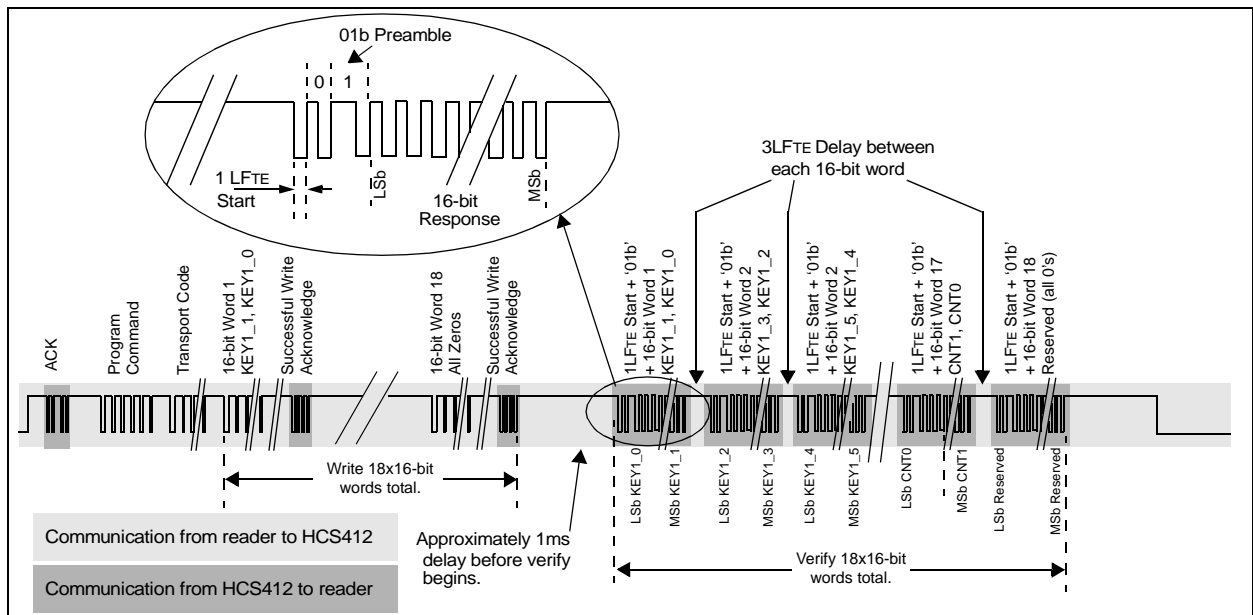 01b Preamble
0
1
1 LFTE
Start
LSb
16-bit
Response
MSb
3LFTE Delay between
each 16-bit word
ACK
Program
Command
Transport Code
16-bit Word 1
KEY1_1, KEY1_0
Successful Write
Acknowledge
16-bit Word 18
All Zeros
Successful Write
Acknowledge
1LFTE Start + ‘01b’
+ 16-bit Word 1
KEY1_1, KEY1_0
1LFTE Start + ‘01b’
+ 16-bit Word 2
KEY1_3, KEY1_2
1LFTE Start + ‘01b’
+ 16-bit Word 2
KEY1_5, KEY1_4
1LFTE Start + ‘01b’
+ 16-bit Word 17
CNT1, CNT0
1LFTE Start + ‘01b’
+ 16-bit Word 18
Reserved (all 0's)
Write 18x16-bit
words total.
LSb KEY1_0
MSb KEY1_1
LSb KEY1_2
MSb KEY1_3
LSb KEY1_4
MSb KEY1_5
LSb CNT0
MSb CNT1
LSb Reserved
MSb Reserved
Communication from reader to HCS412
Communication from HCS412 to reader
Approximately 1ms
delay before verify
begins.
Verify 18x16-bit
words total.